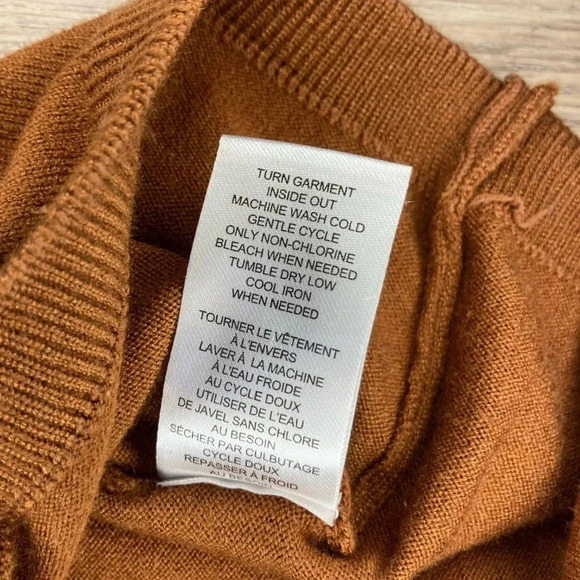 TURN GARMENT
INSIDE OUT
MACHINE WASH COLD
GENTLE CYCLE
ONLY NON-CHLORINE
BLEACH WHEN NEEDED
TUMBLE DRY LOW
COOL IRON
WHEN NEEDED
TOURNER LE VÊTEMENT
À L'ENVERS
LAVER À LA MACHINE
À L'EAU FROIDE
AU CYCLE DOUX
UTILISER DE L'EAU
DE JAVEL SANS CHLORE
AU BESOIN
SÉCHER PAR CULBUTAGE
CYCLE DOUX
REPASSER À FROID
AU BESOIN